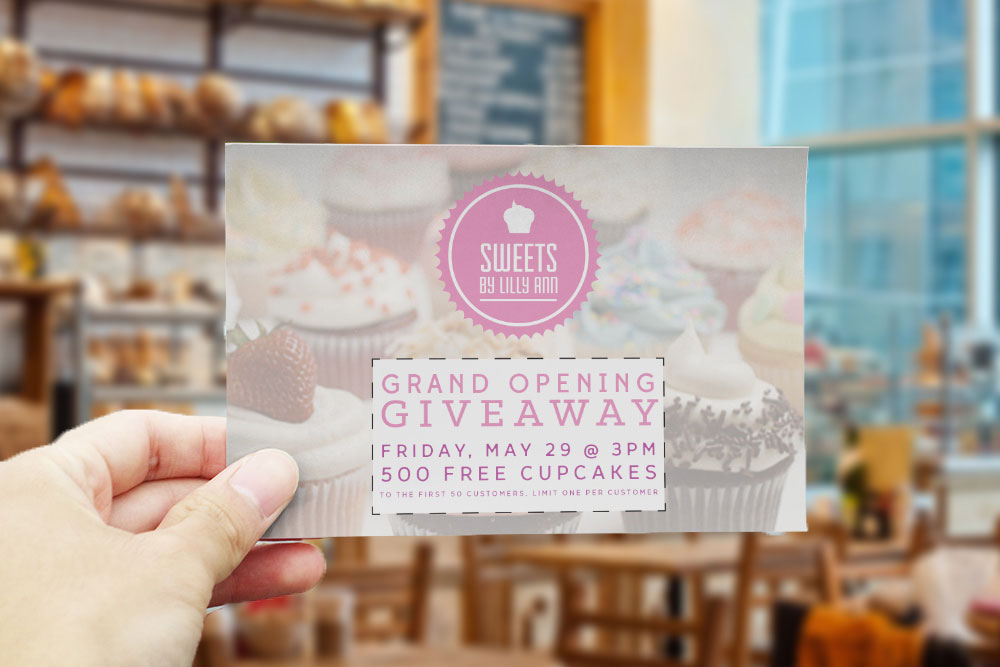 SWEETS
BY LILLY ANN
GRAND OPENING
GIVEAWAY
FRIDAY, MAY 29 @ 3PM
500 FREE CUPCAKES
TO THE FIRST 50 CUSTOMERS. LIMIT ONE PER CUSTOMER